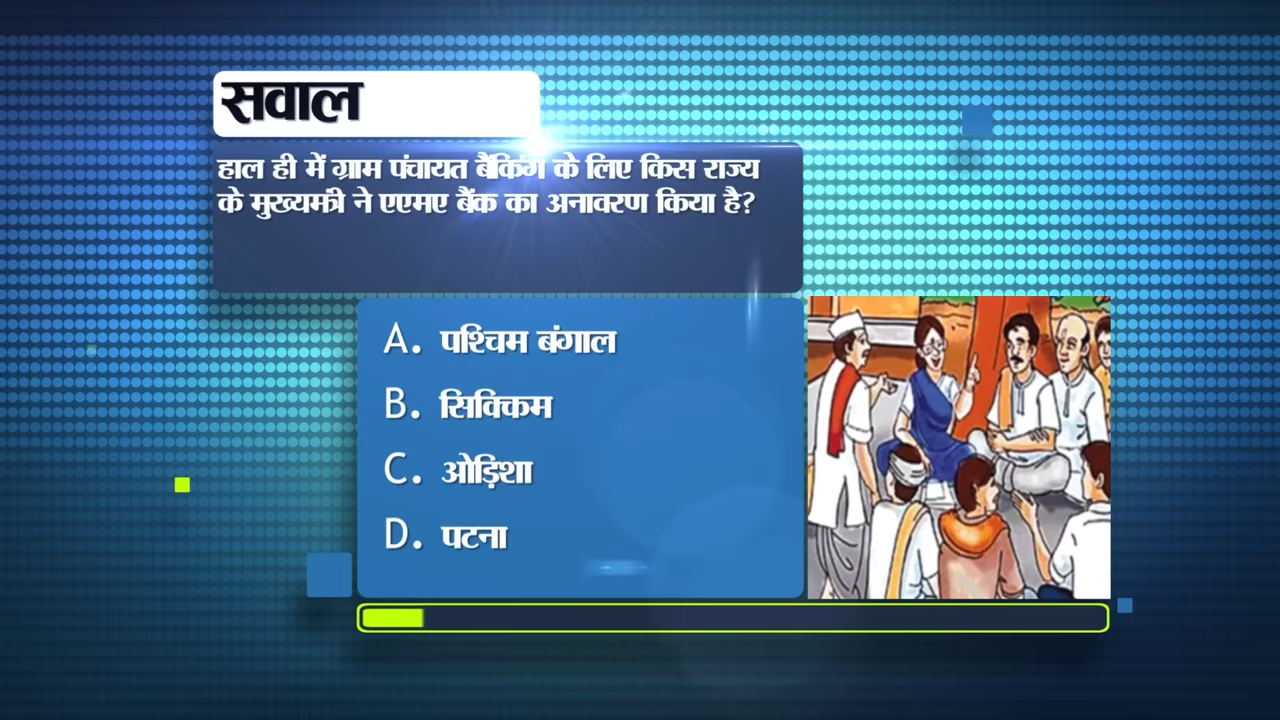 सवाल
हाल ही में ग्राम पंचायत बैंकिंग के लिए किस राज्य
के मुख्यमंत्री ने एएमए बैंक का अनावरण किया है?
A. पश्चिम बंगाल
B. सिक्किम
C. ओड़िशा
D. पटना